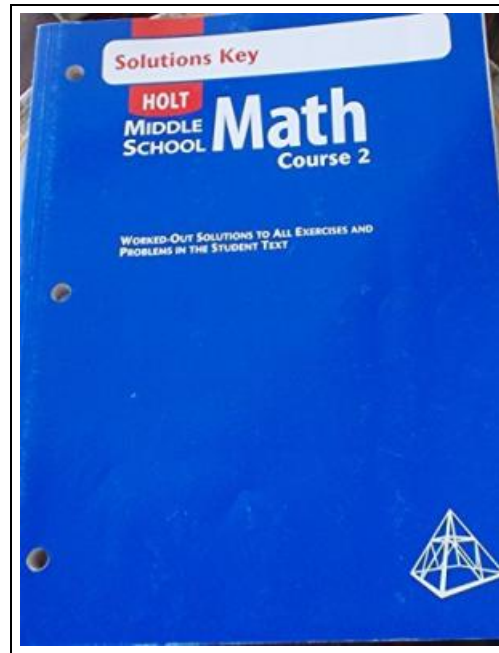 Solutions Key
HOLT
MIDDLE
SCHOOL
Math
Course 2
WORKED-OUT SOLUTIONS TO ALL EXERCISES AND
PROBLEMS IN THE STUDENT TEXT